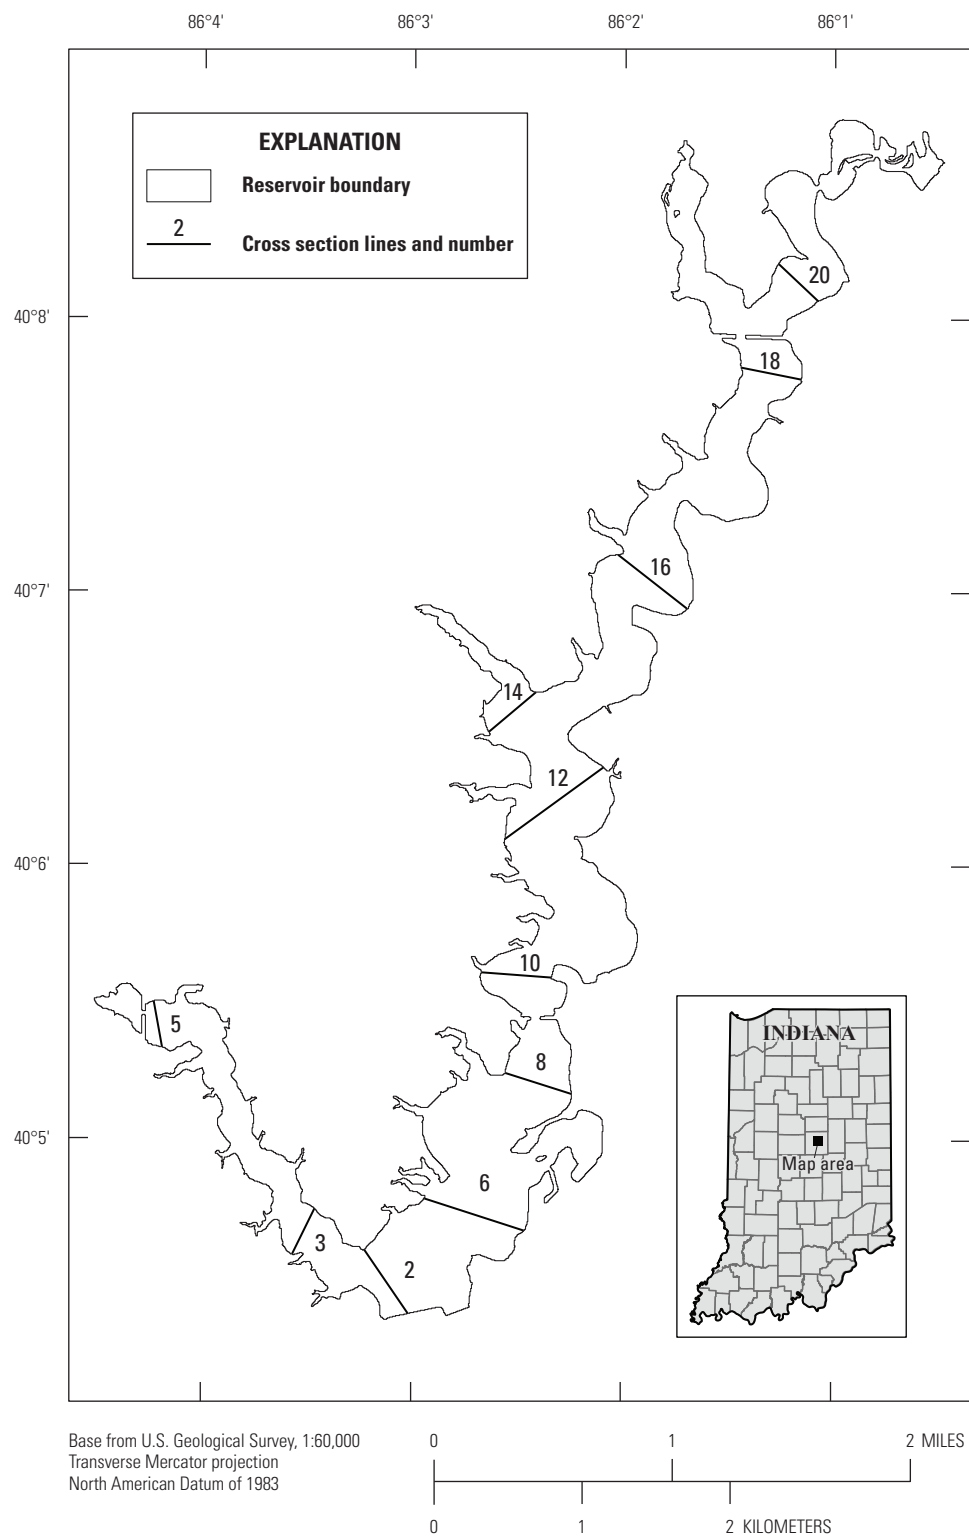 86°4' 86°3' 86°2' 86°1'
EXPLANATION
Reservoir boundary
2
Cross section lines and number
20
40°8'
18
16
40°7'
14
12
40°6'
10
5
INDIANA
8
40°5'
Map area
6
3
2
Base from U.S. Geological Survey, 1:60,000
Transverse Mercator projection
North American Datum of 1983
0 1 2 MILES
0 1 2 KILOMETERS